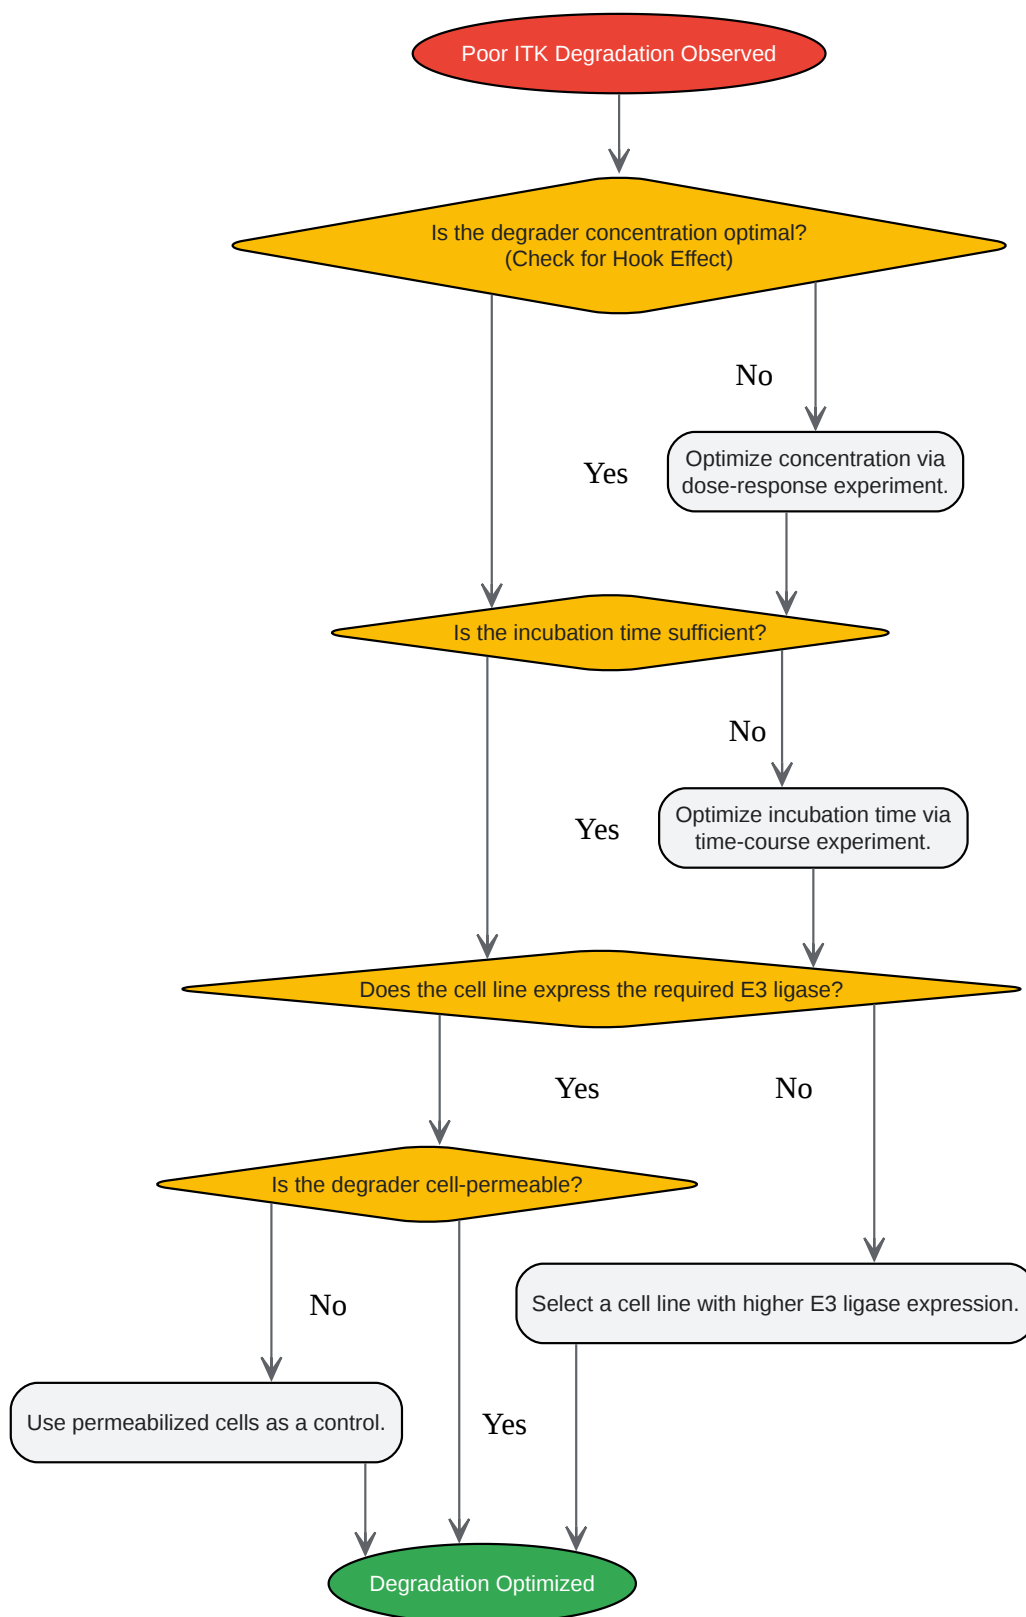 Poor ITK Degradation Observed
Is the degrader concentration optimal?
(Check for Hook Effect)
No
Optimize concentration via
dose-response experiment.
Yes
Is the incubation time sufficient?
No
Optimize incubation time via
time-course experiment.
Yes
Does the cell line express the required E3 ligase?
Yes
No
Is the degrader cell-permeable?
No
Select a cell line with higher E3 ligase expression.
Use permeabilized cells as a control.
Yes
Degradation Optimized